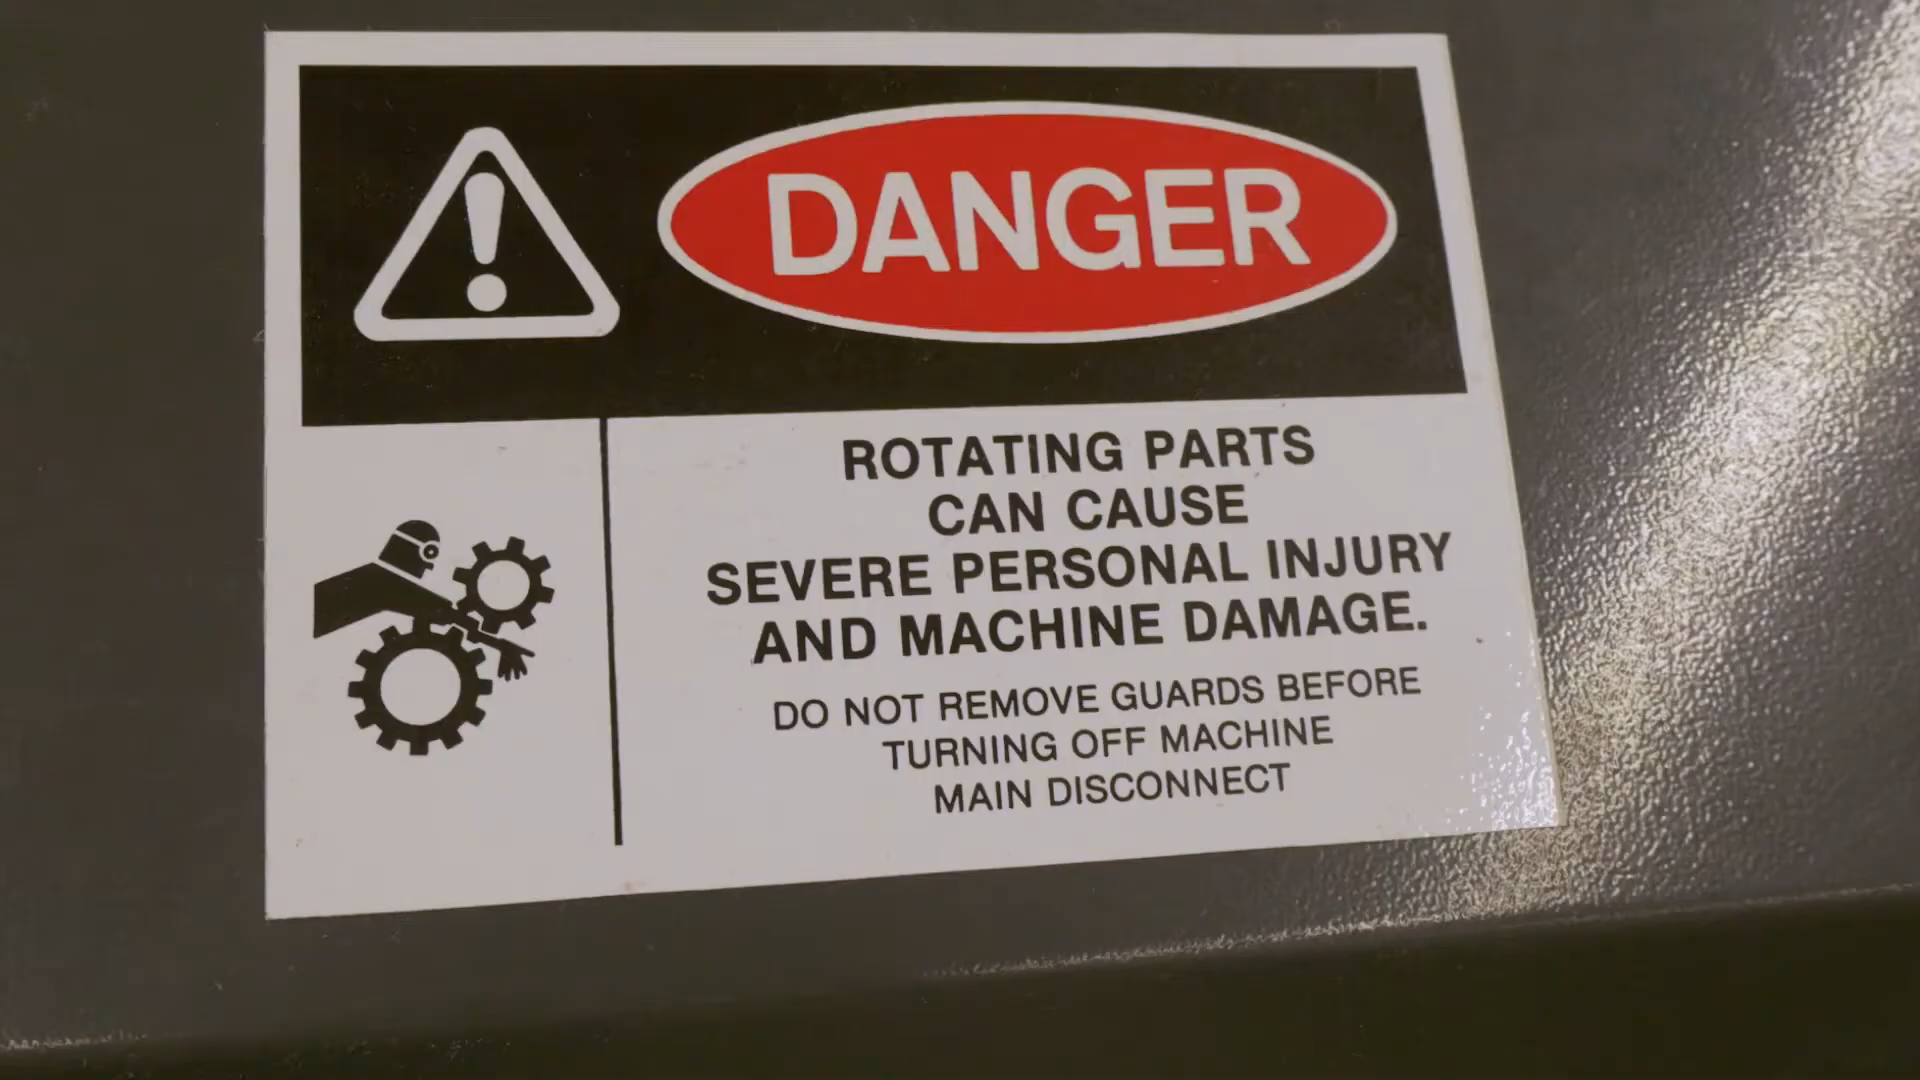 DANGER
ROTATING PARTS
CAN CAUSE
SEVERE PERSONAL INJURY
AND MACHINE DAMAGE.
DO NOT REMOVE GUARDS BEFORE
TURNING OFF MACHINE
MAIN DISCONNECT